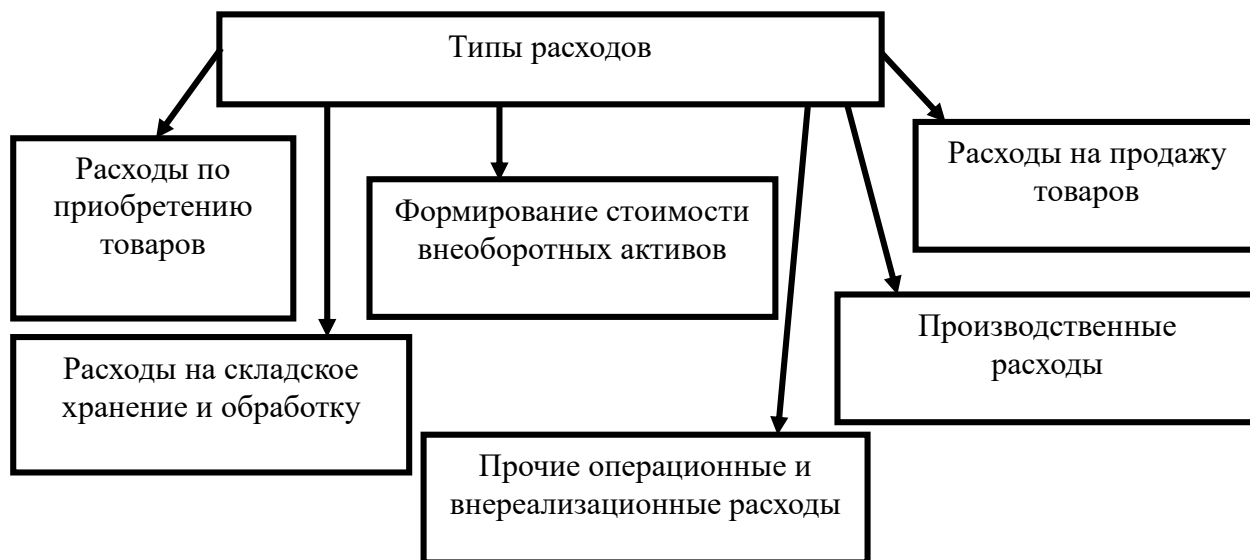 Типы расходов
Расходы по
приобретению
товаров
Формирование стоимости
внеоборотных активов
Расходы на продажу
товаров
Расходы на складское
хранение и обработку
Производственные
расходы
Прочие операционные и
внереализационные расходы